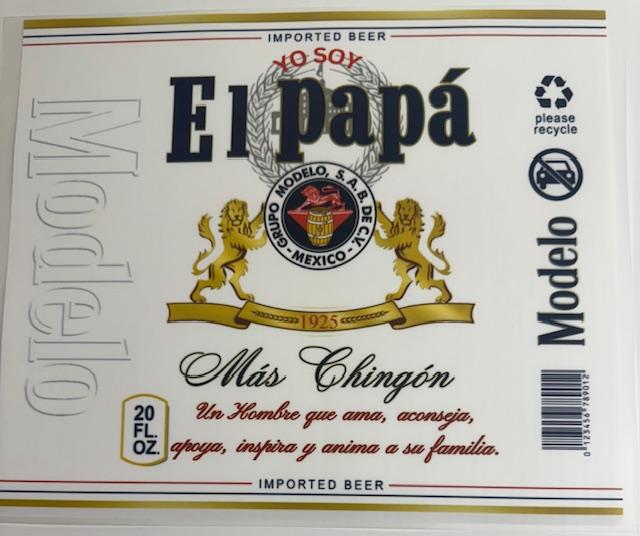 IMPORTED BEER
YO SOY
El Papá
GRUPO MODELO, S.A.B. DE C.V.
- MEXICO -
1925
Más Chingón
Un Hombre que ama, aconseja,
apoya, inspira y anima a su familia.
20
FL.
OZ.
IMPORTED BEER
Modelo
please
recycle
Modelo
0 123456 789012